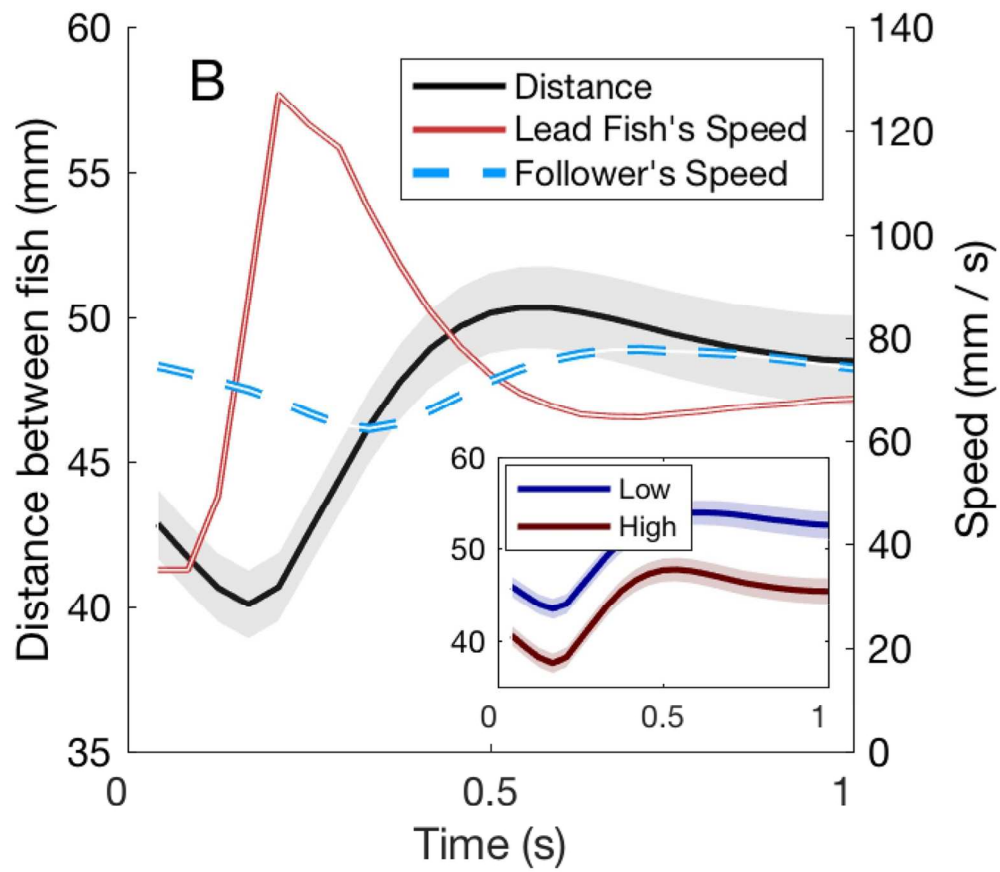 B
Distance
Lead Fish's Speed
Follower's Speed
Distance between fish (mm)
60
55
50
45
40
35
Speed (mm / s)
140
120
100
80
60
40
20
0
0
0.5
1
Time (s)
Low
High
60
50
40
0
0.5
1